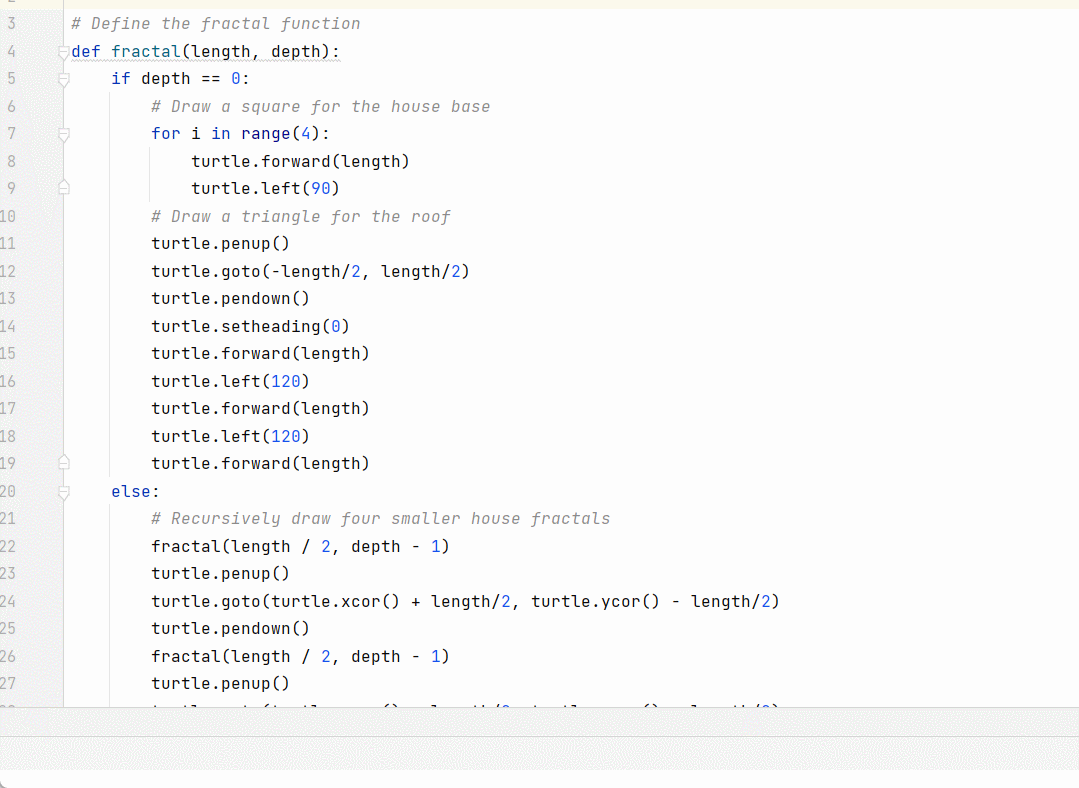 3 # Define the fractal function
4 def fractal(length, depth):
5 if depth == 0:
6 # Draw a square for the house base
7 for i in range(4):
8 turtle.forward(length)
9 turtle.left(90)
10 # Draw a triangle for the roof
11 turtle.penup()
12 turtle.goto(-length/2, length/2)
13 turtle.pendown()
14 turtle.setheading(0)
15 turtle.forward(length)
16 turtle.left(120)
17 turtle.forward(length)
18 turtle.left(120)
19 turtle.forward(length)
20 else:
21 # Recursively draw four smaller house fractals
22 fractal(length / 2, depth - 1)
23 turtle.penup()
24 turtle.goto(turtle.xcor() + length/2, turtle.ycor() - length/2)
25 turtle.pendown()
26 fractal(length / 2, depth - 1)
27 turtle.penup()